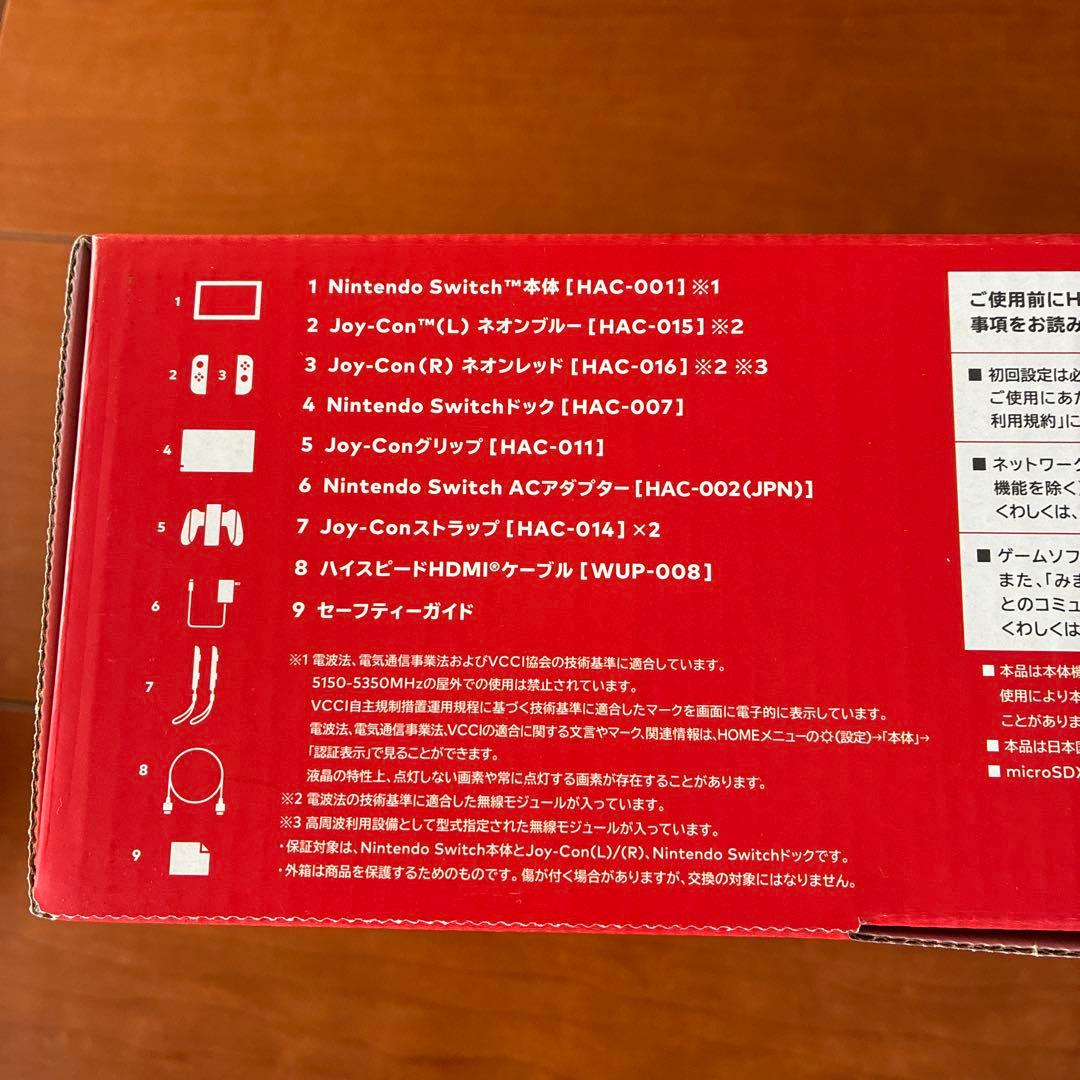 1 Nintendo Switch™本体[HAC-001]※1
2 Joy-Con™(L) ネオンブルー[HAC-015]※2
3 Joy-Con(R) ネオンレッド[HAC-016]※2 ※3
4 Nintendo Switchドック[HAC-007]
5 Joy-Conグリップ[HAC-011]
6 Nintendo Switch ACアダプター[HAC-002(JPN)]
7 Joy-Conストラップ[HAC-014]×2
8 ハイスピードHDMI®ケーブル[WUP-008]
9 セーフティーガイド
1
2 3
4
5
6
7
8
9
※1 電波法、電気通信事業法およびVCCI協会の技術基準に適合しています。
5150-5350MHzの屋外での使用は禁止されています。
VCCI自主規制措置運用規程に基づく技術基準に適合したマークを画面に電子的に表示しています。
電波法、電気通信事業法、VCCIの適合に関する文言やマーク、関連情報は、HOMEメニューの(設定)→「本体」→
「認証表示」で見ることができます。
液晶の特性上、点灯しない画素や常に点灯する画素が存在することがあります。
※2 電波法の技術基準に適合した無線モジュールが入っています。
※3 高周波利用設備として型式指定された無線モジュールが入っています。
・保証対象は、Nintendo Switch本体とJoy-Con(L)/(R)、Nintendo Switchドックです。
・外箱は商品を保護するためのものです。傷が付く場合がありますが、交換の対象にはなりません。
ご使用前にH
事項をお読み
■ 初回設定は必
ご使用にあた
利用規約」に
■ ネットワーク
機能を除く)
くわしくは、
■ ゲームソフ
また、「みま
とのコミュ
くわしくは
■ 本品は本体機
使用により本
ことがありま
■ 本品は日本国
■ microSDX